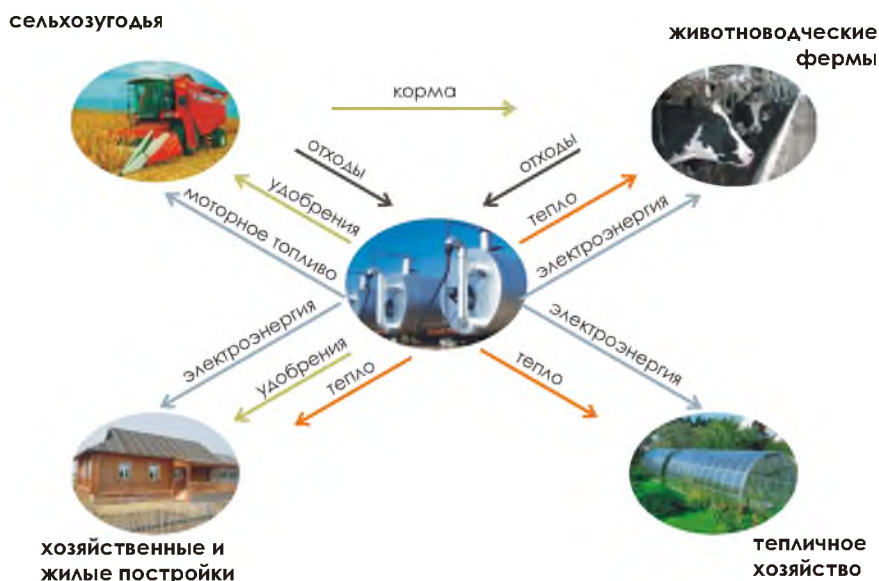 сельхозугодья
животноводческие
фермы
корма
отходы
отходы
удобрения
тепло
моторное топливо
электроэнергия
электроэнергия
электроэнергия
удобрения
тепло
тепло
хозяйственные и
жилые постройки
тепличное
хозяйство